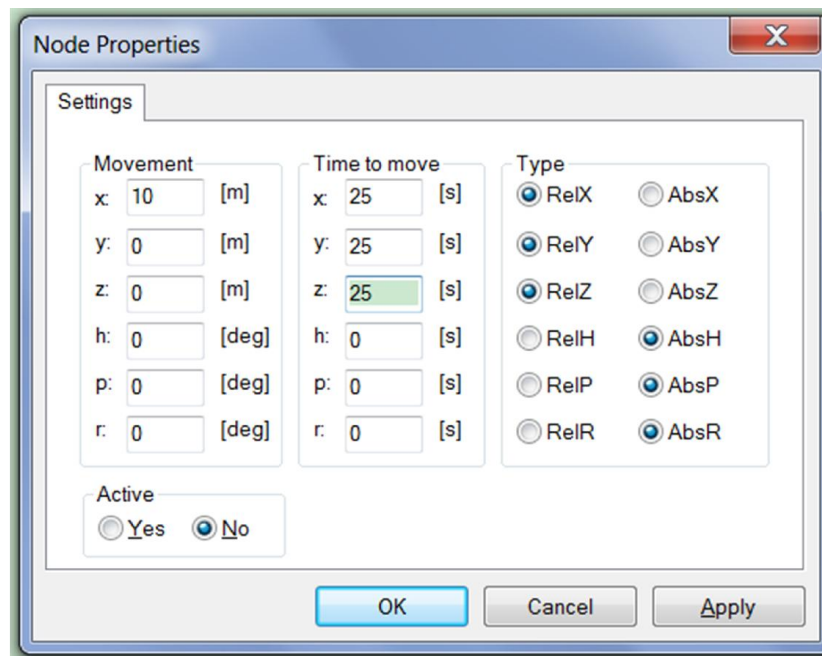 Node Properties
Settings
Movement Time to move Type
x: 10 [m] x: 25 [s] RelX AbsX
y: 0 [m] y: 25 [s] RelY AbsY
z: 0 [m] z: 25 [s] RelZ AbsZ
h: 0 [deg] h: 0 [s] RelH AbsH
p: 0 [deg] p: 0 [s] RelP AbsP
r: 0 [deg] r: 0 [s] RelR AbsR
Active
Yes No
OK Cancel Apply